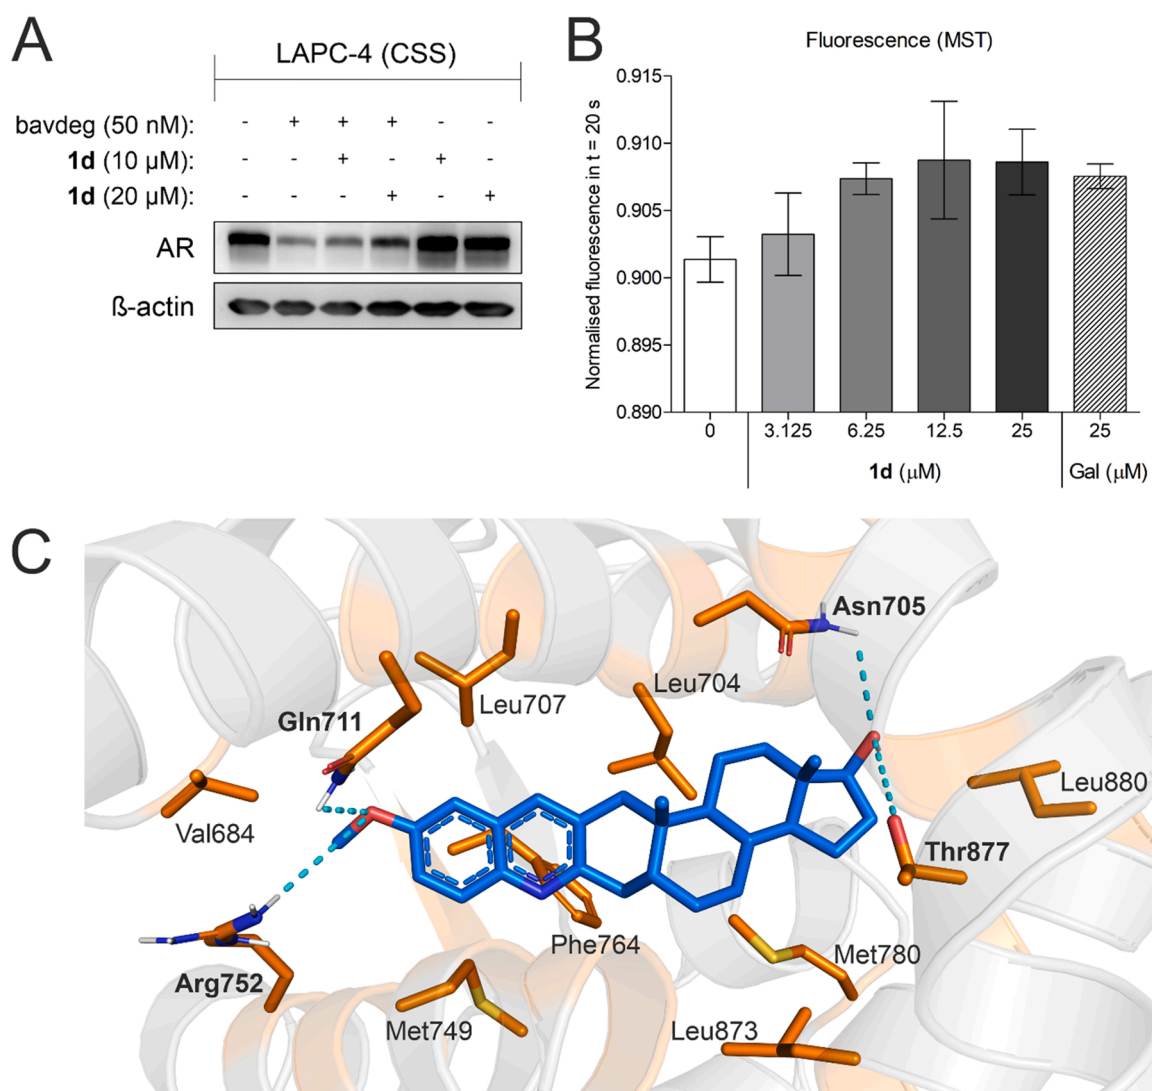 A
LAPC-4 (CSS)
bavdeg (50 nM): - + + + - -
1d (10 µM): - - + - + -
1d (20 µM): - - - + - +
AR
ß-actin
B
Fluorescence (MST)
Normalised fluorescence in t = 20 s
0.915
0.910
0.905
0.900
0.895
0.890
0 3.125 6.25 12.5 25 25
1d (µM) Gal (µM)
C
Asn705
Leu704
Leu707
Gln711
Leu880
Val684
Thr877
Phe764
Met780
Arg752
Met749
Leu873